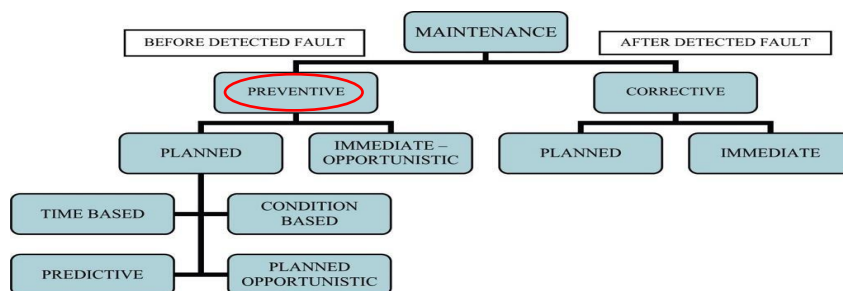 MAINTENANCE
BEFORE DETECTED FAULT
AFTER DETECTED FAULT
PREVENTIVE
CORRECTIVE
PLANNED
IMMEDIATE –
OPPORTUNISTIC
PLANNED
IMMEDIATE
TIME BASED
CONDITION
BASED
PREDICTIVE
PLANNED
OPPORTUNISTIC